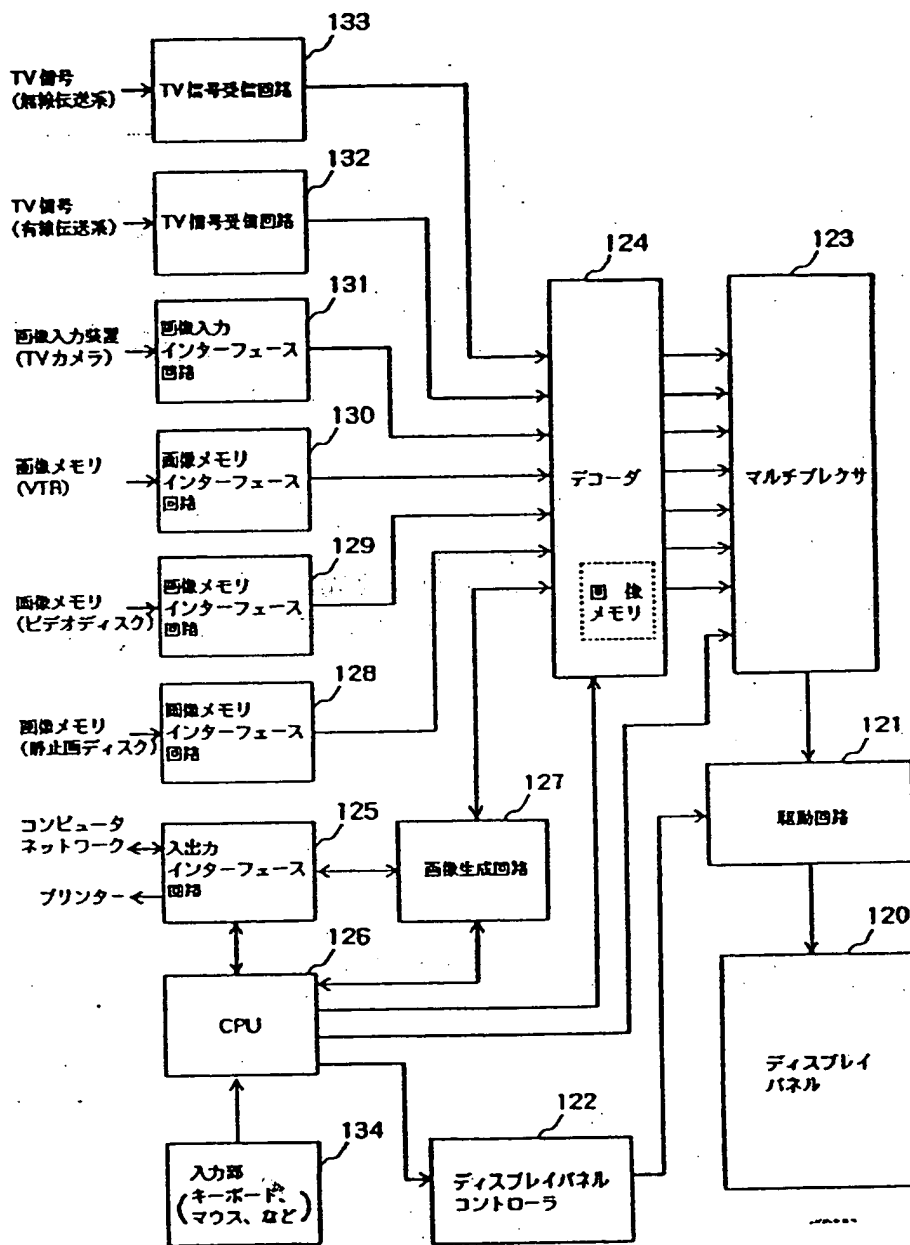 133
TV信号
(無線伝送系)
TV信号受信回路
132
TV信号
(有線伝送系)
TV信号受信回路
124
123
131
画像入力装置
(TVカメラ)
画像入力
インターフェース
回路
130
画像メモリ
(VTR)
画像メモリ
インターフェース
回路
デコーダ
マルチプレクサ
129
画像メモリ
(ビデオディスク)
画像メモリ
インターフェース
回路
画像
メモリ
128
画像メモリ
(静止画ディスク)
画像メモリ
インターフェース
回路
121
駆動回路
127
125
コンピュータ
ネットワーク
プリンター
入出力
インターフェース
回路
画像生成回路
120
126
CPU
ディスプレイ
パネル
122
134
入力部
(キーボード、
マウス、など)
ディスプレイパネル
コントローラ